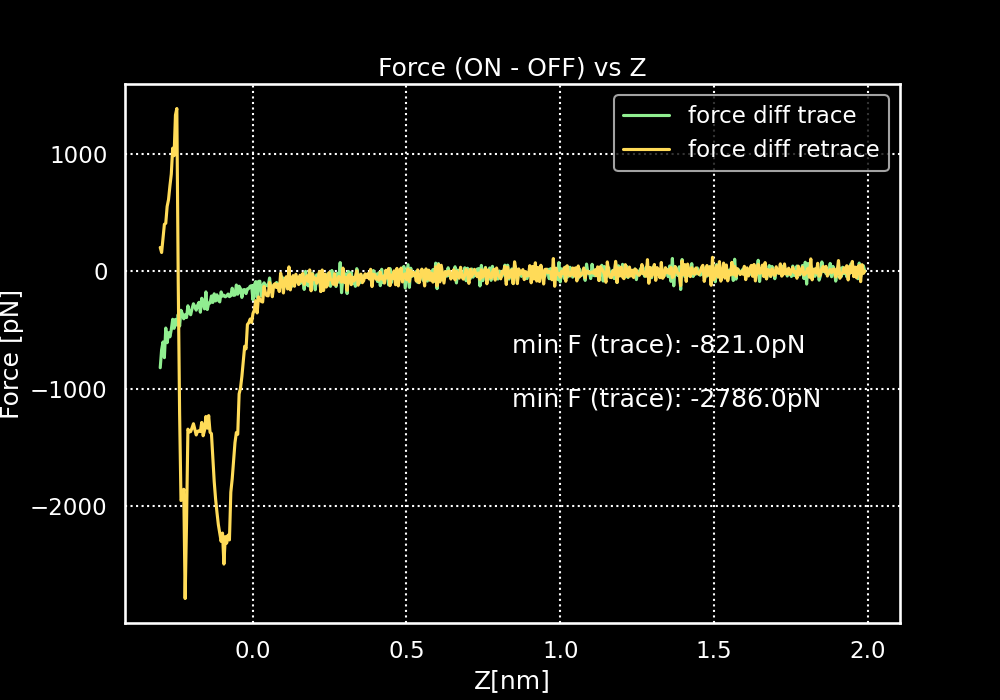 Force (ON - OFF) vs Z
force diff trace
force diff retrace
1000
0
−1000
−2000
Force [pN]
min F (trace): -821.0pN
min F (trace): -2786.0pN
0.0
0.5
1.0
1.5
2.0
Z[nm]